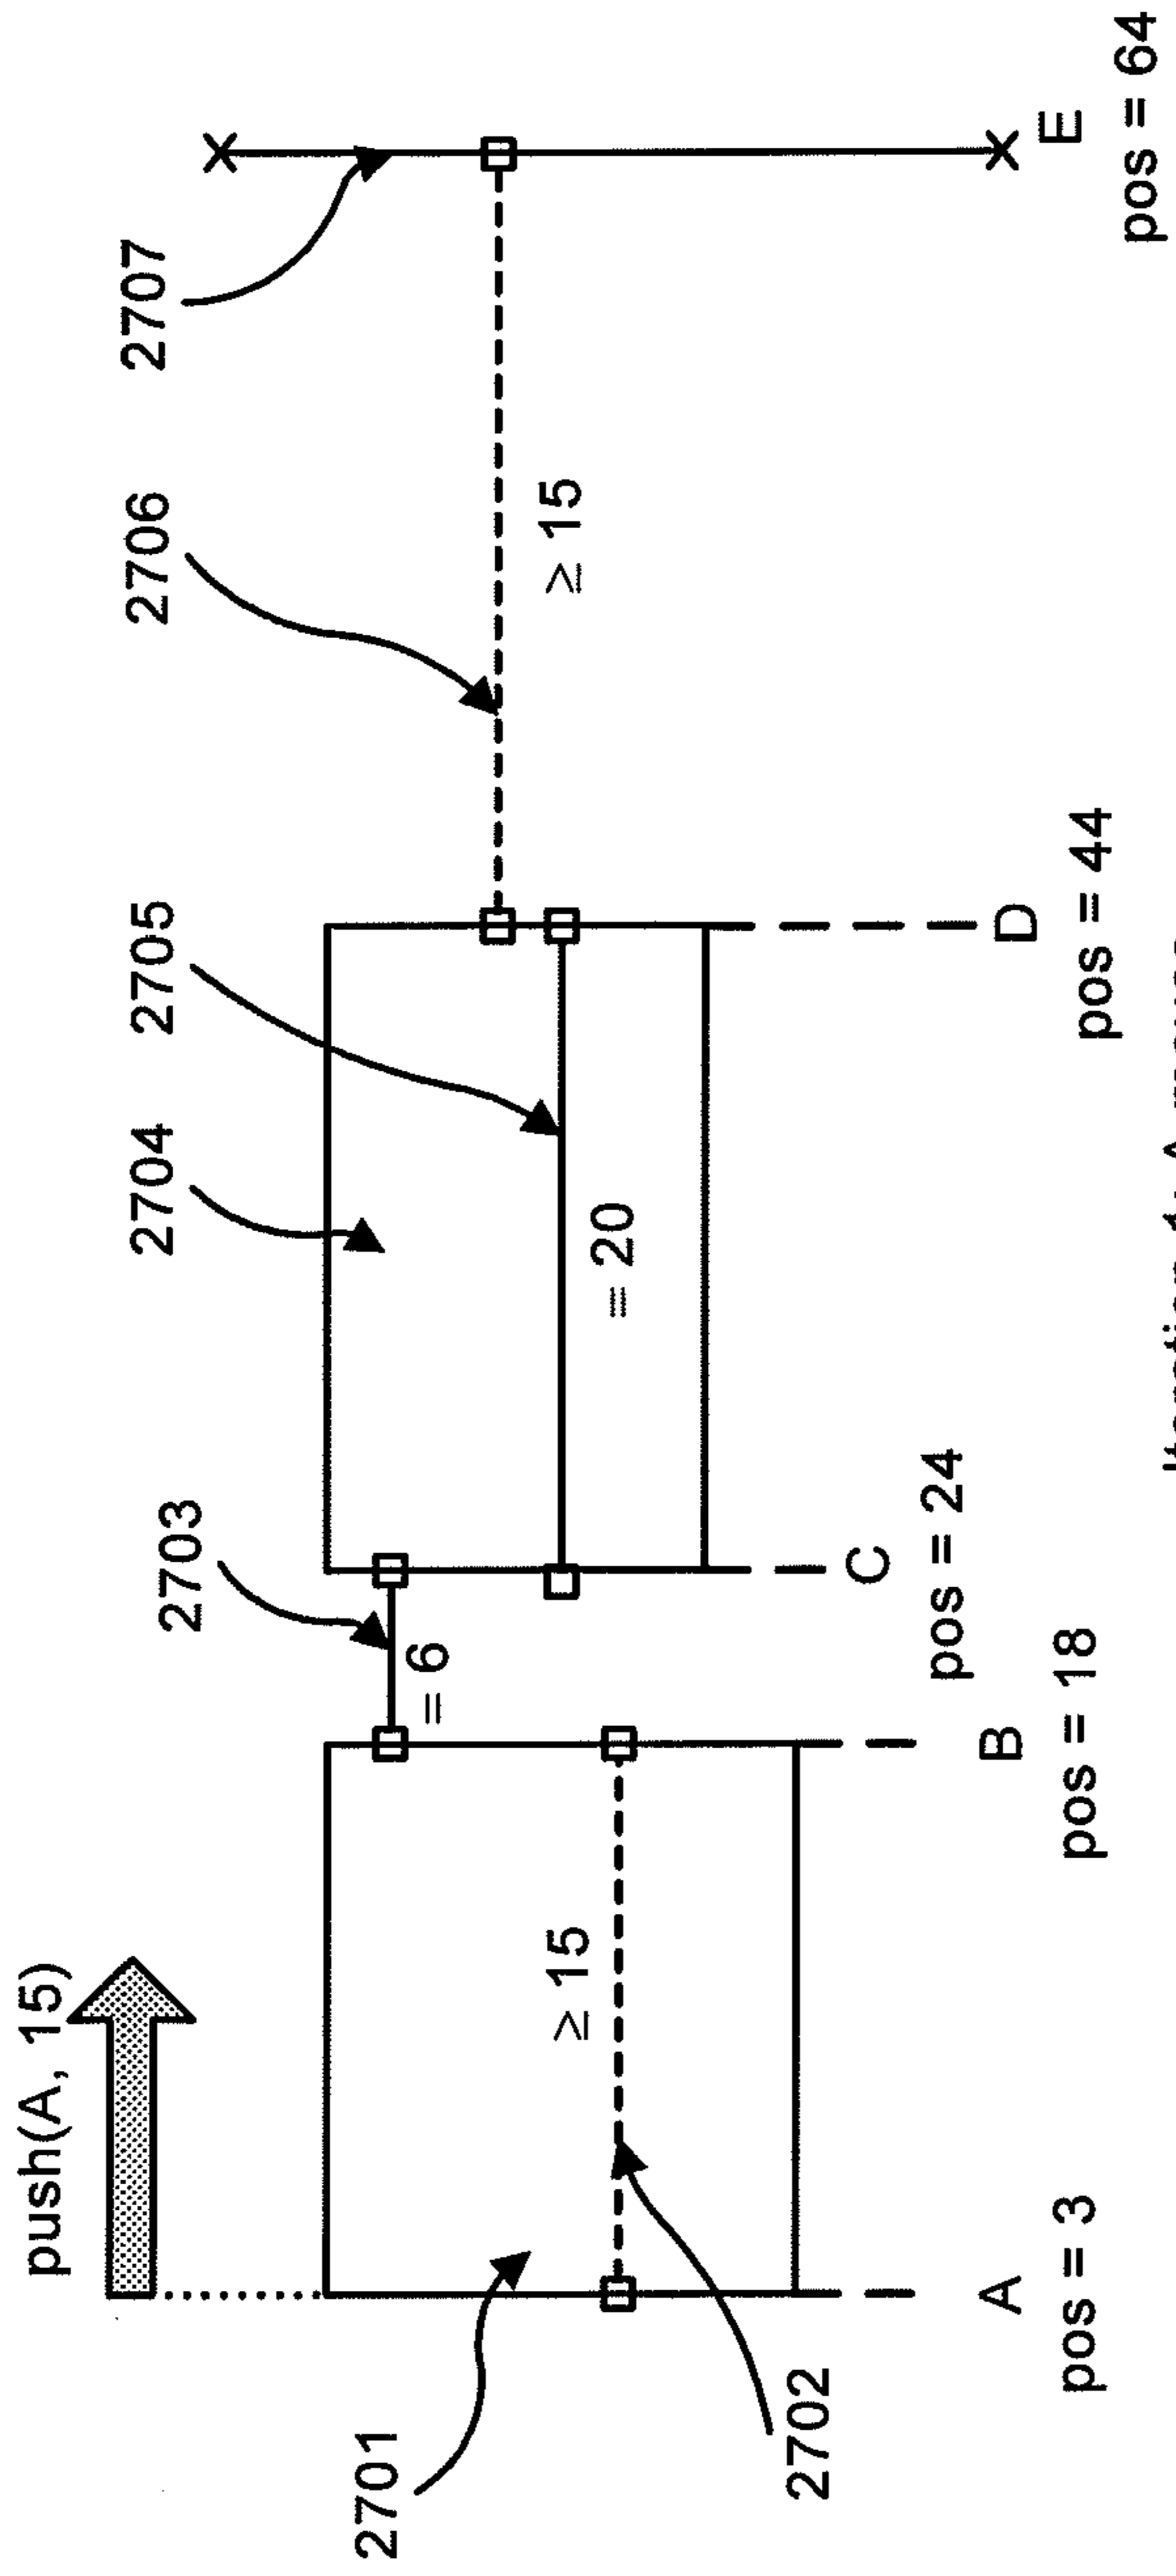 push(A, 15)
2701
2702
≥ 15
2703
= 6
2704
2705
= 20
2706
≥ 15
2707
A
pos = 3
B
pos = 18
C
pos = 24
D
pos = 44
E
pos = 64